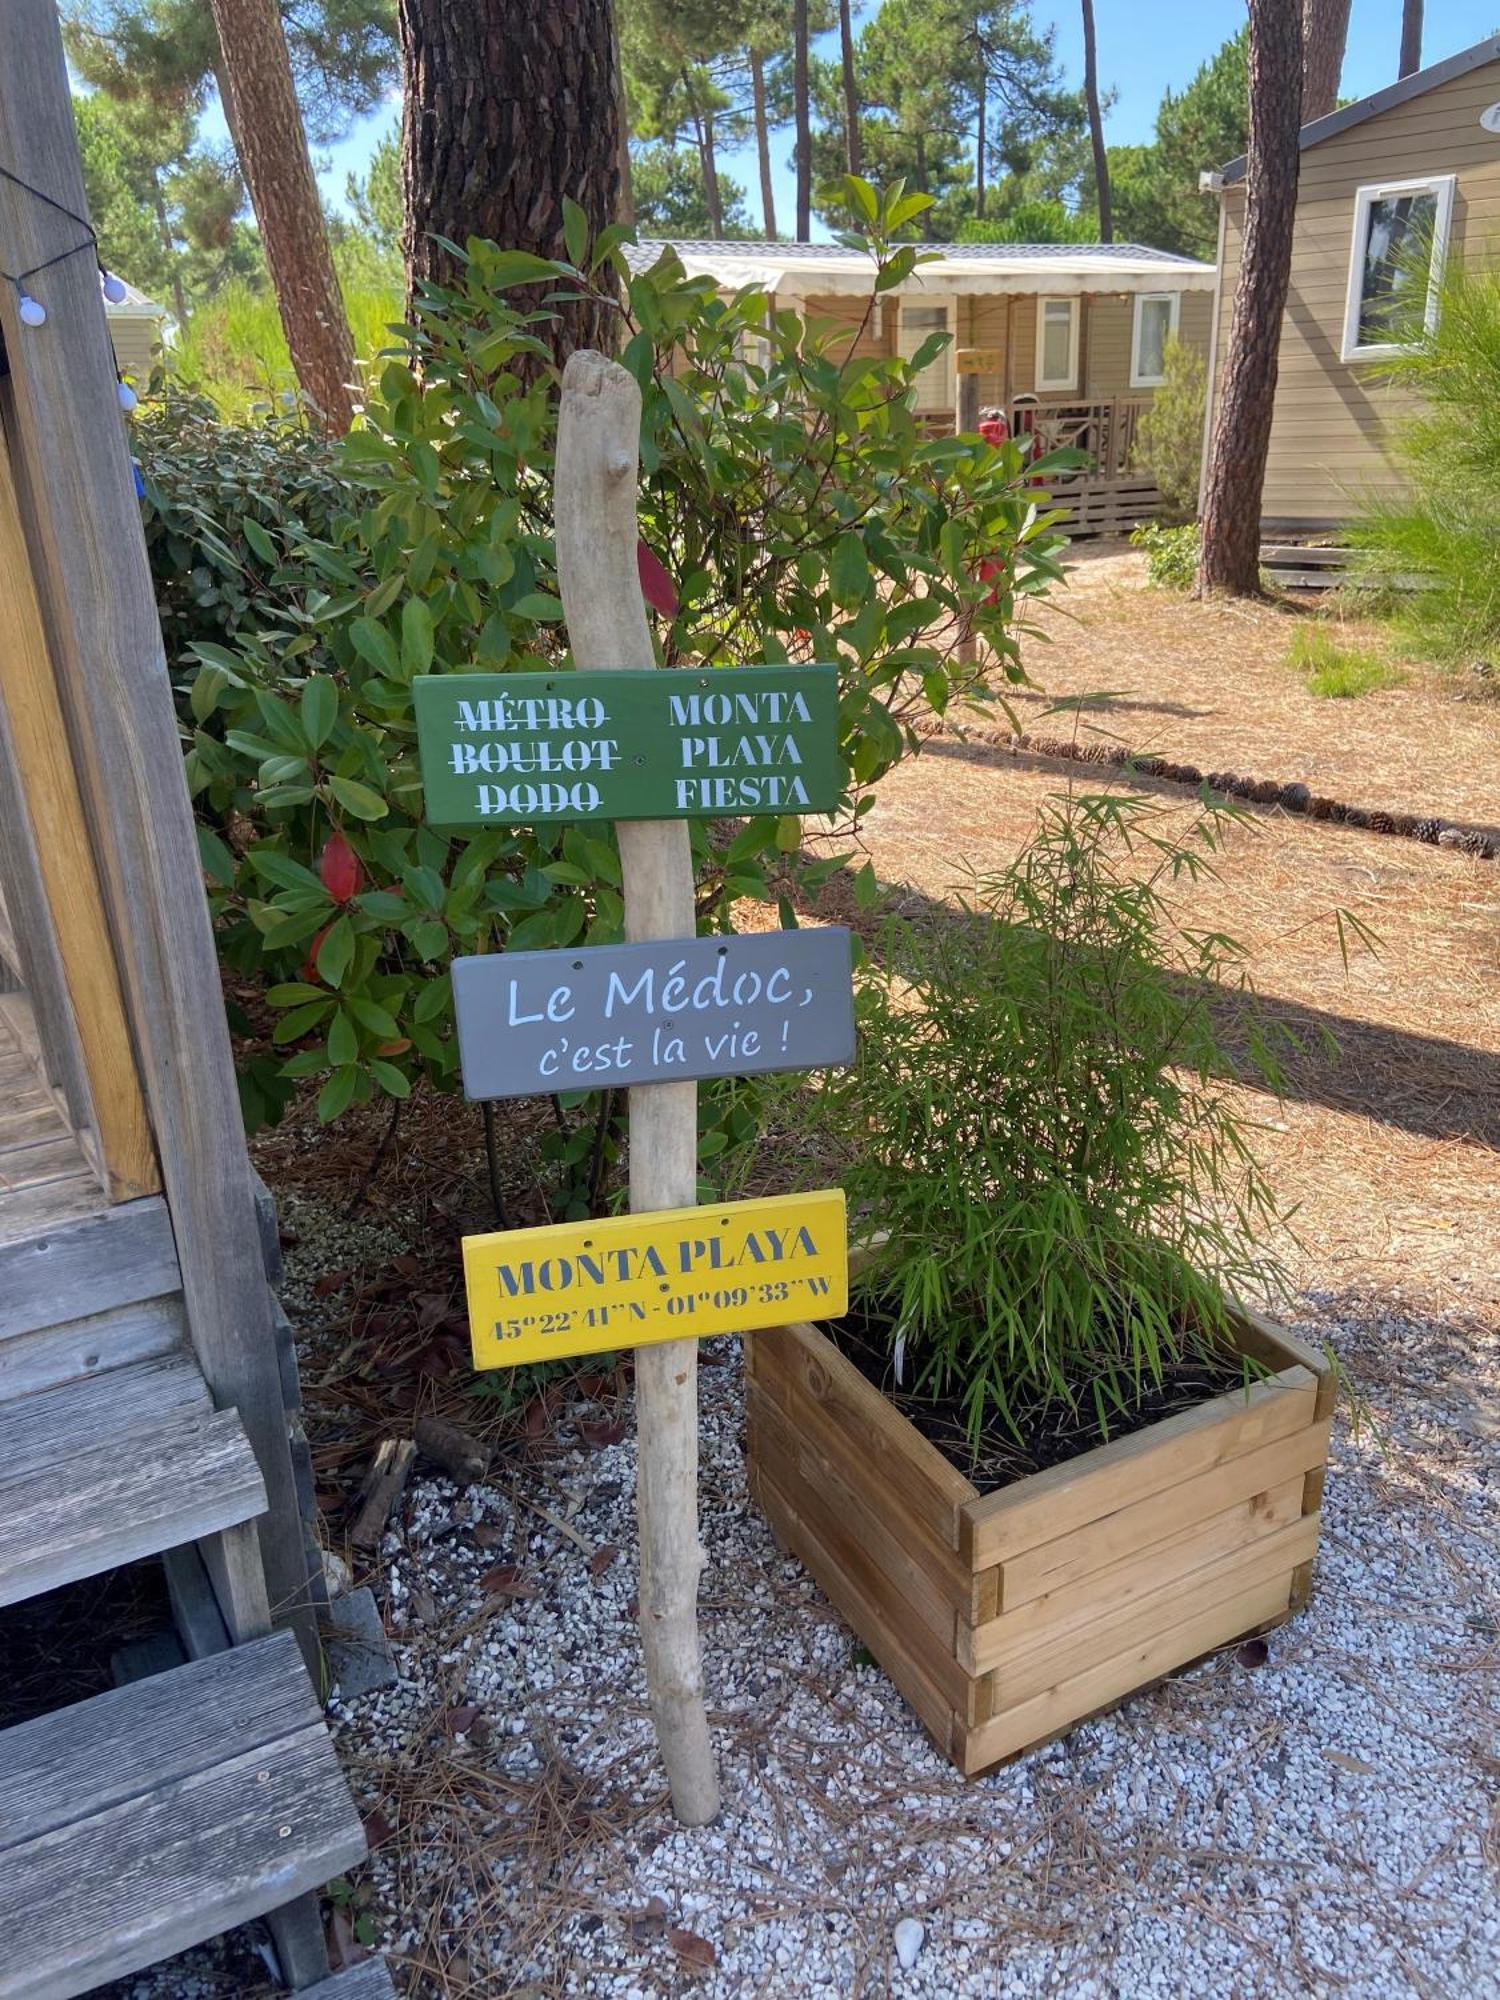 MÉTRO
BOULOT
DODO
MONTA
PLAYA
FIESTA
Le Médoc,
c'est la vie !
MONTA PLAYA
45°22'41"N - 01°09'33"W